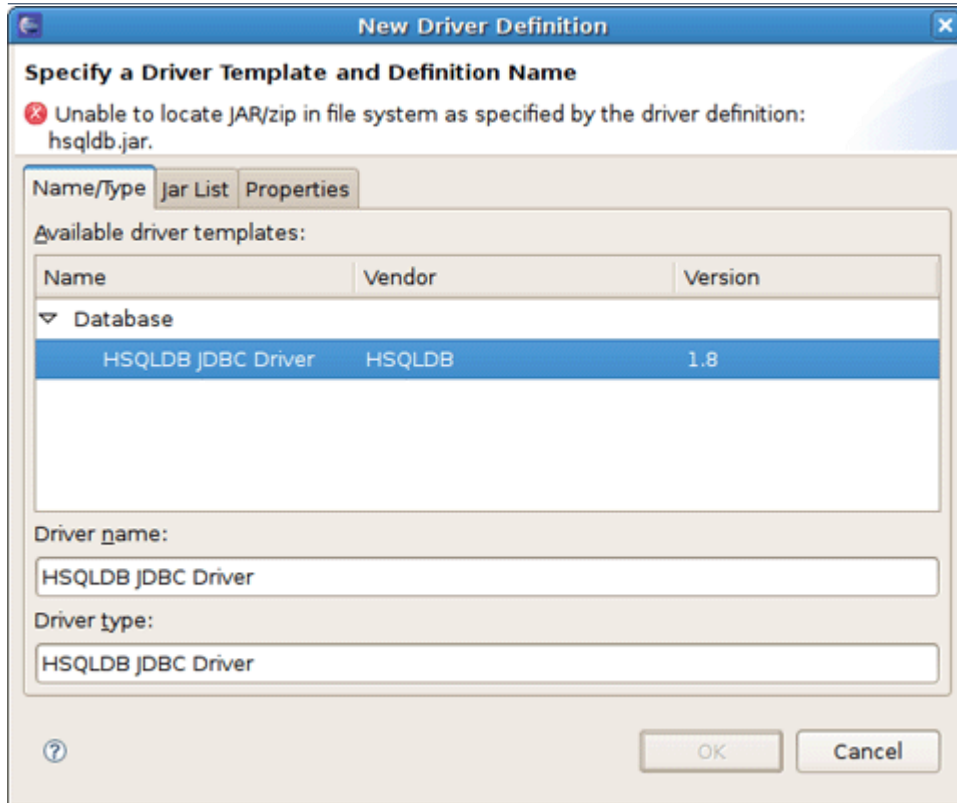 New Driver Definition
Specify a Driver Template and Definition Name
Unable to locate JAR/zip in file system as specified by the driver definition:
hsqldb.jar.
Name/Type Jar List Properties
Available driver templates:
Name Vendor Version
Database
HSQLDB JDBC Driver HSQLDB 1.8
Driver name:
HSQLDB JDBC Driver
Driver type:
HSQLDB JDBC Driver
OK Cancel